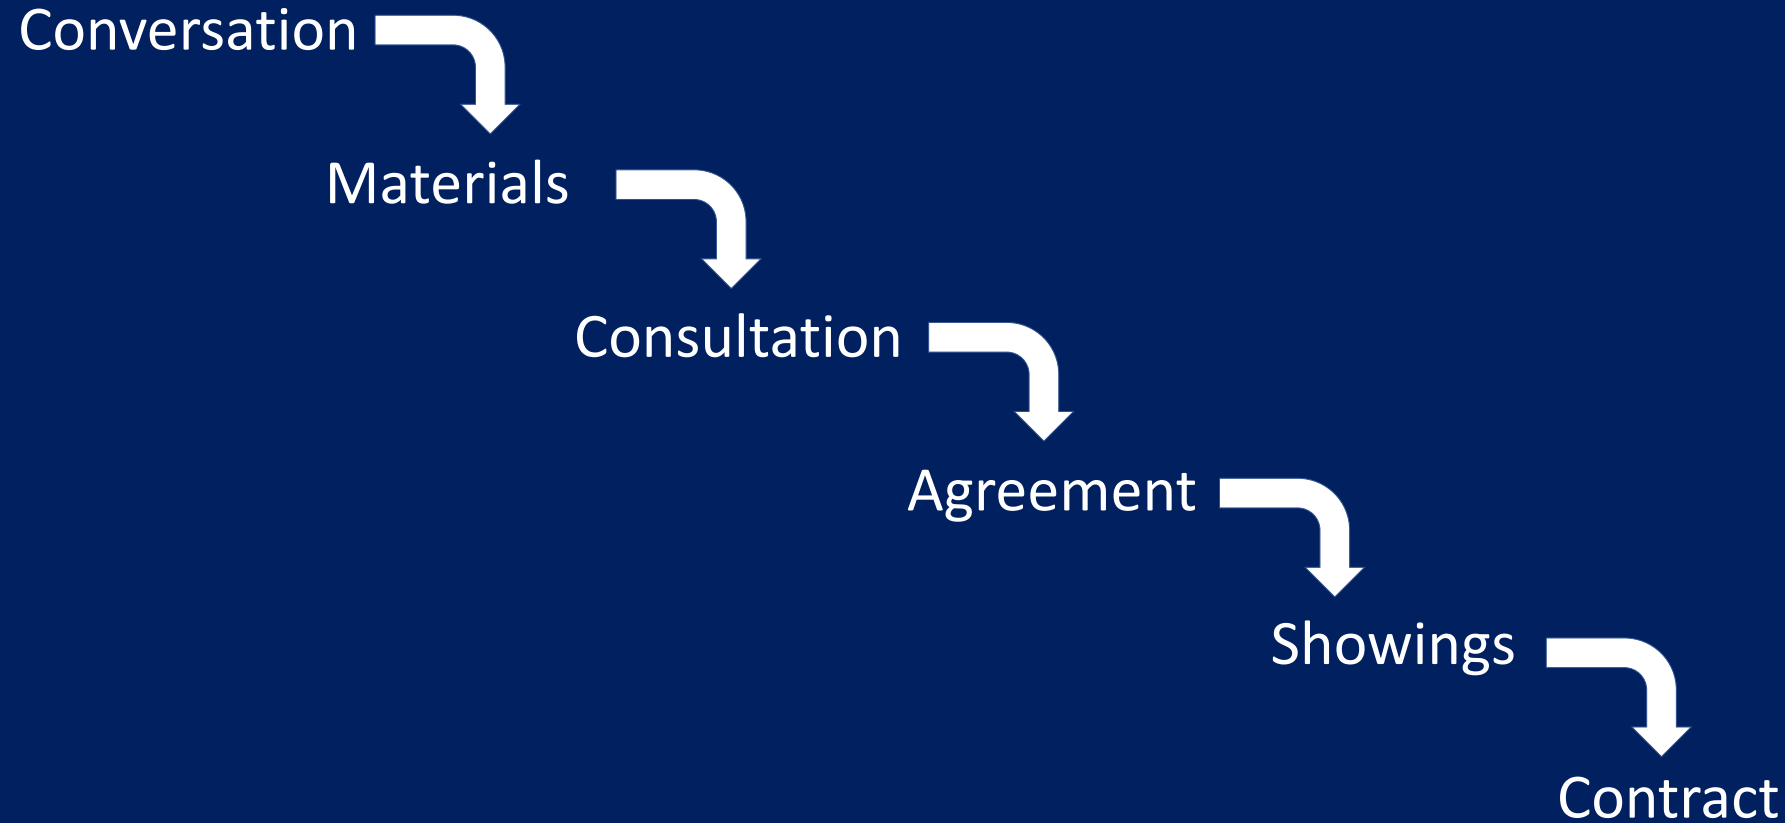 Conversation
Materials
Consultation
Agreement
Showings
Contract